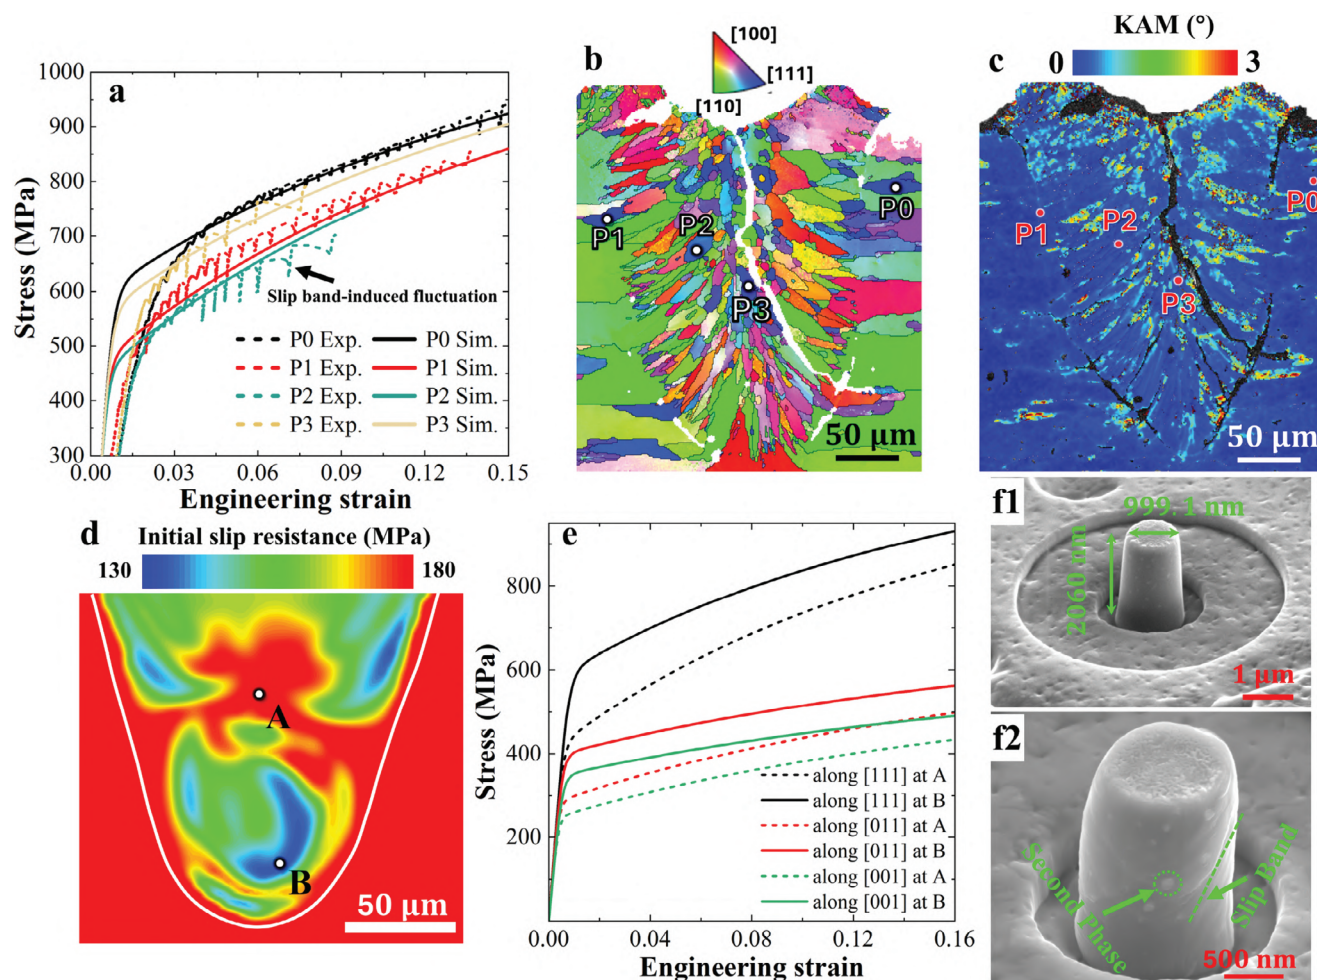 a
1000
900
800
700
600
500
400
300
Stress (MPa)
Slip band-induced fluctuation
P0 Exp. P0 Sim.
P1 Exp. P1 Sim.
P2 Exp. P2 Sim.
P3 Exp. P3 Sim.
0.03 0.06 0.09 0.12 0.15
Engineering strain
b
[100]
[111]
[110]
P0
P1
P2
P3
50 μm
KAM (°)
0 3
c
P0
P1
P2
P3
50 μm
d
Initial slip resistance (MPa)
130 180
A
B
50 μm
e
800
600
400
200
Stress (MPa)
along [111] at A
along [111] at B
along [011] at A
along [011] at B
along [001] at A
along [001] at B
0.00 0.04 0.08 0.12 0.16
Engineering strain
f1
999.1 nm
2060 nm
1 μm
f2
Second Phase
Slip Band
500 nm